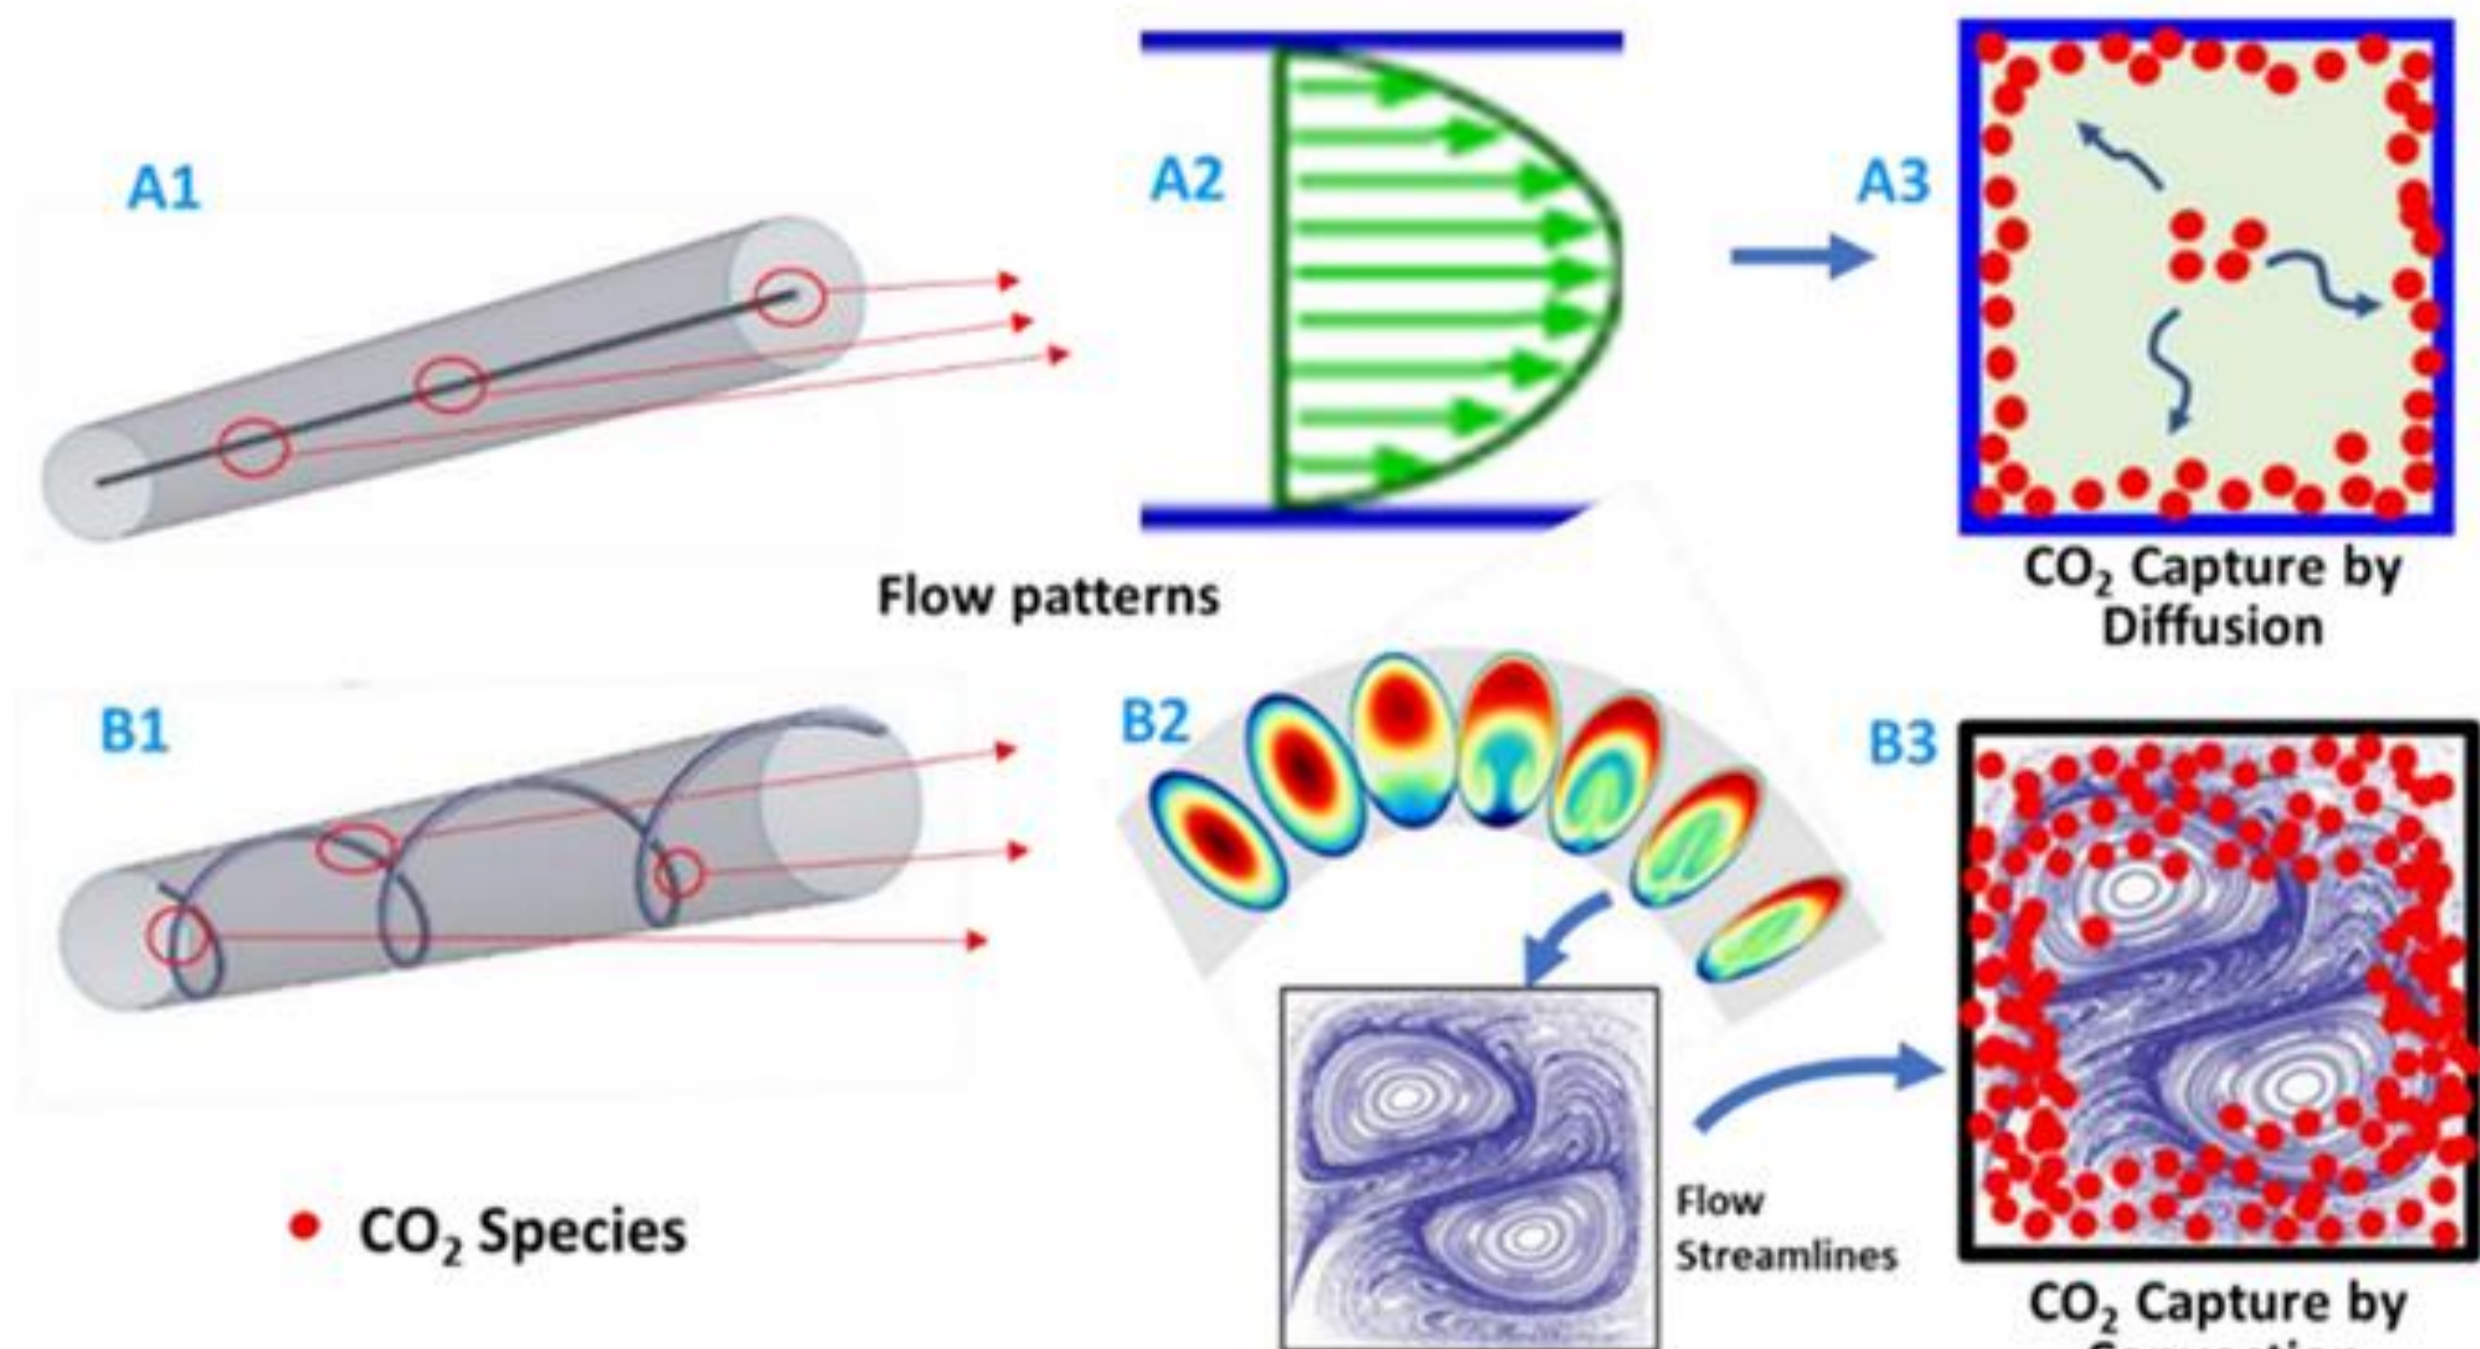 A1
A2
A3
CO₂ Capture by
Diffusion
Flow patterns
B1
B2
B3
Flow
Streamlines
CO₂ Species
CO₂ Capture by